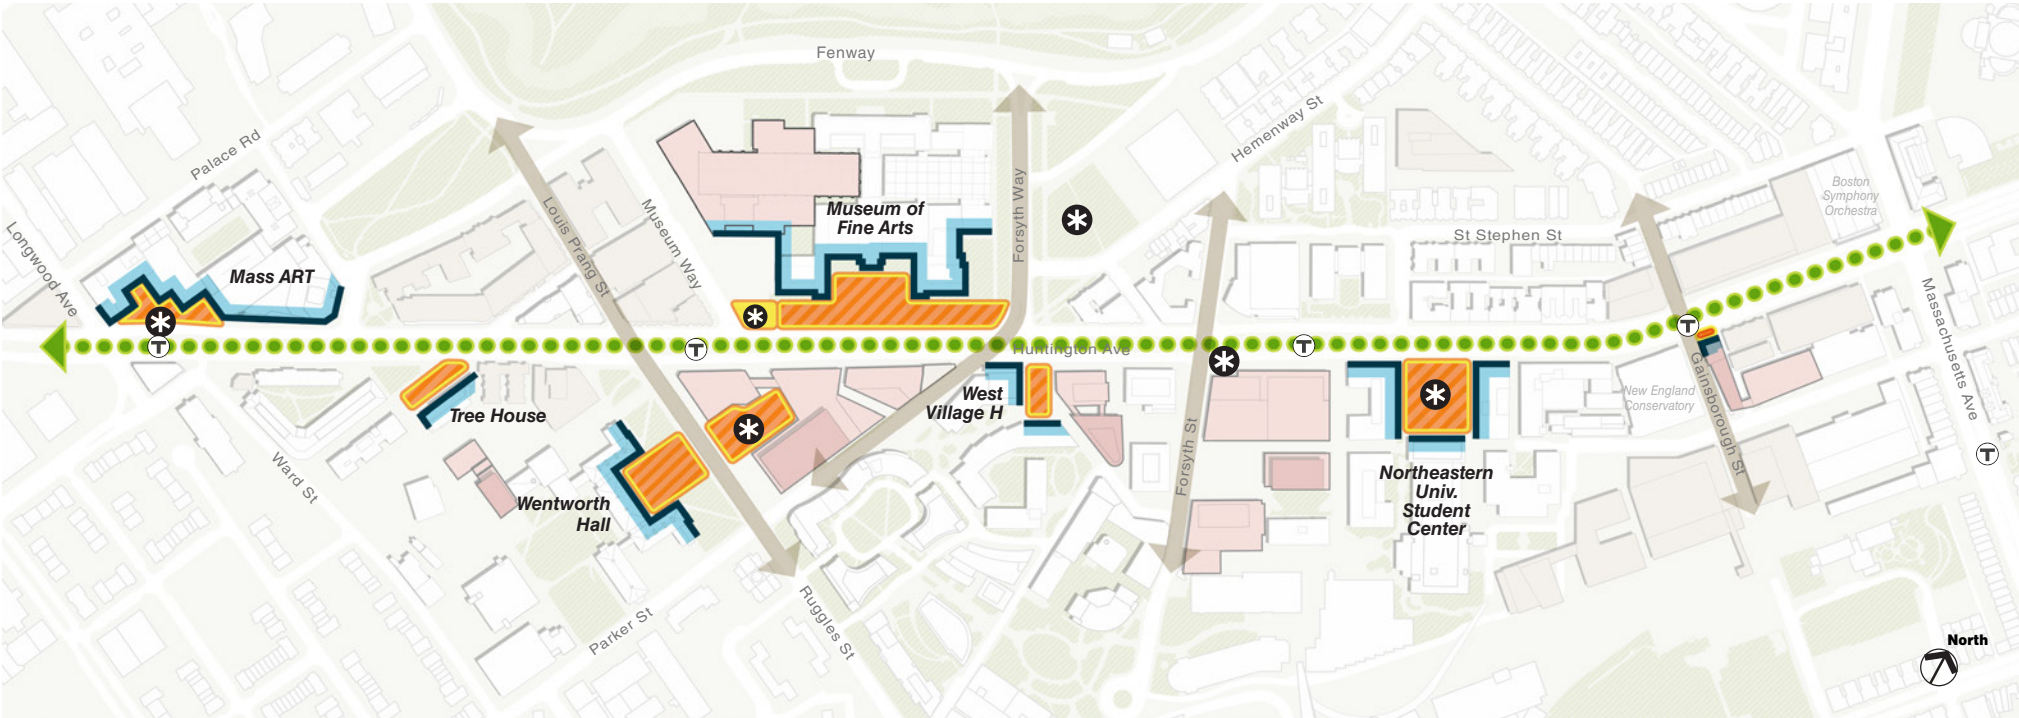 Fenway
Palace Rd
Hemenway St
Longwood Ave
Louis Prang St
Museum Way
Forsyth Way
Museum of
Fine Arts
Mass ART
Boston
Symphony
Orchestra
St Stephen St
Massachusetts Ave
T
T
T
T
T
Huntington Ave
West
Village H
Tree House
New England
Conservatory
Gainsborough St
Forsyth St
Ward St
Wentworth
Hall
Northeastern
Univ.
Student
Center
Parker St
Ruggles St
North